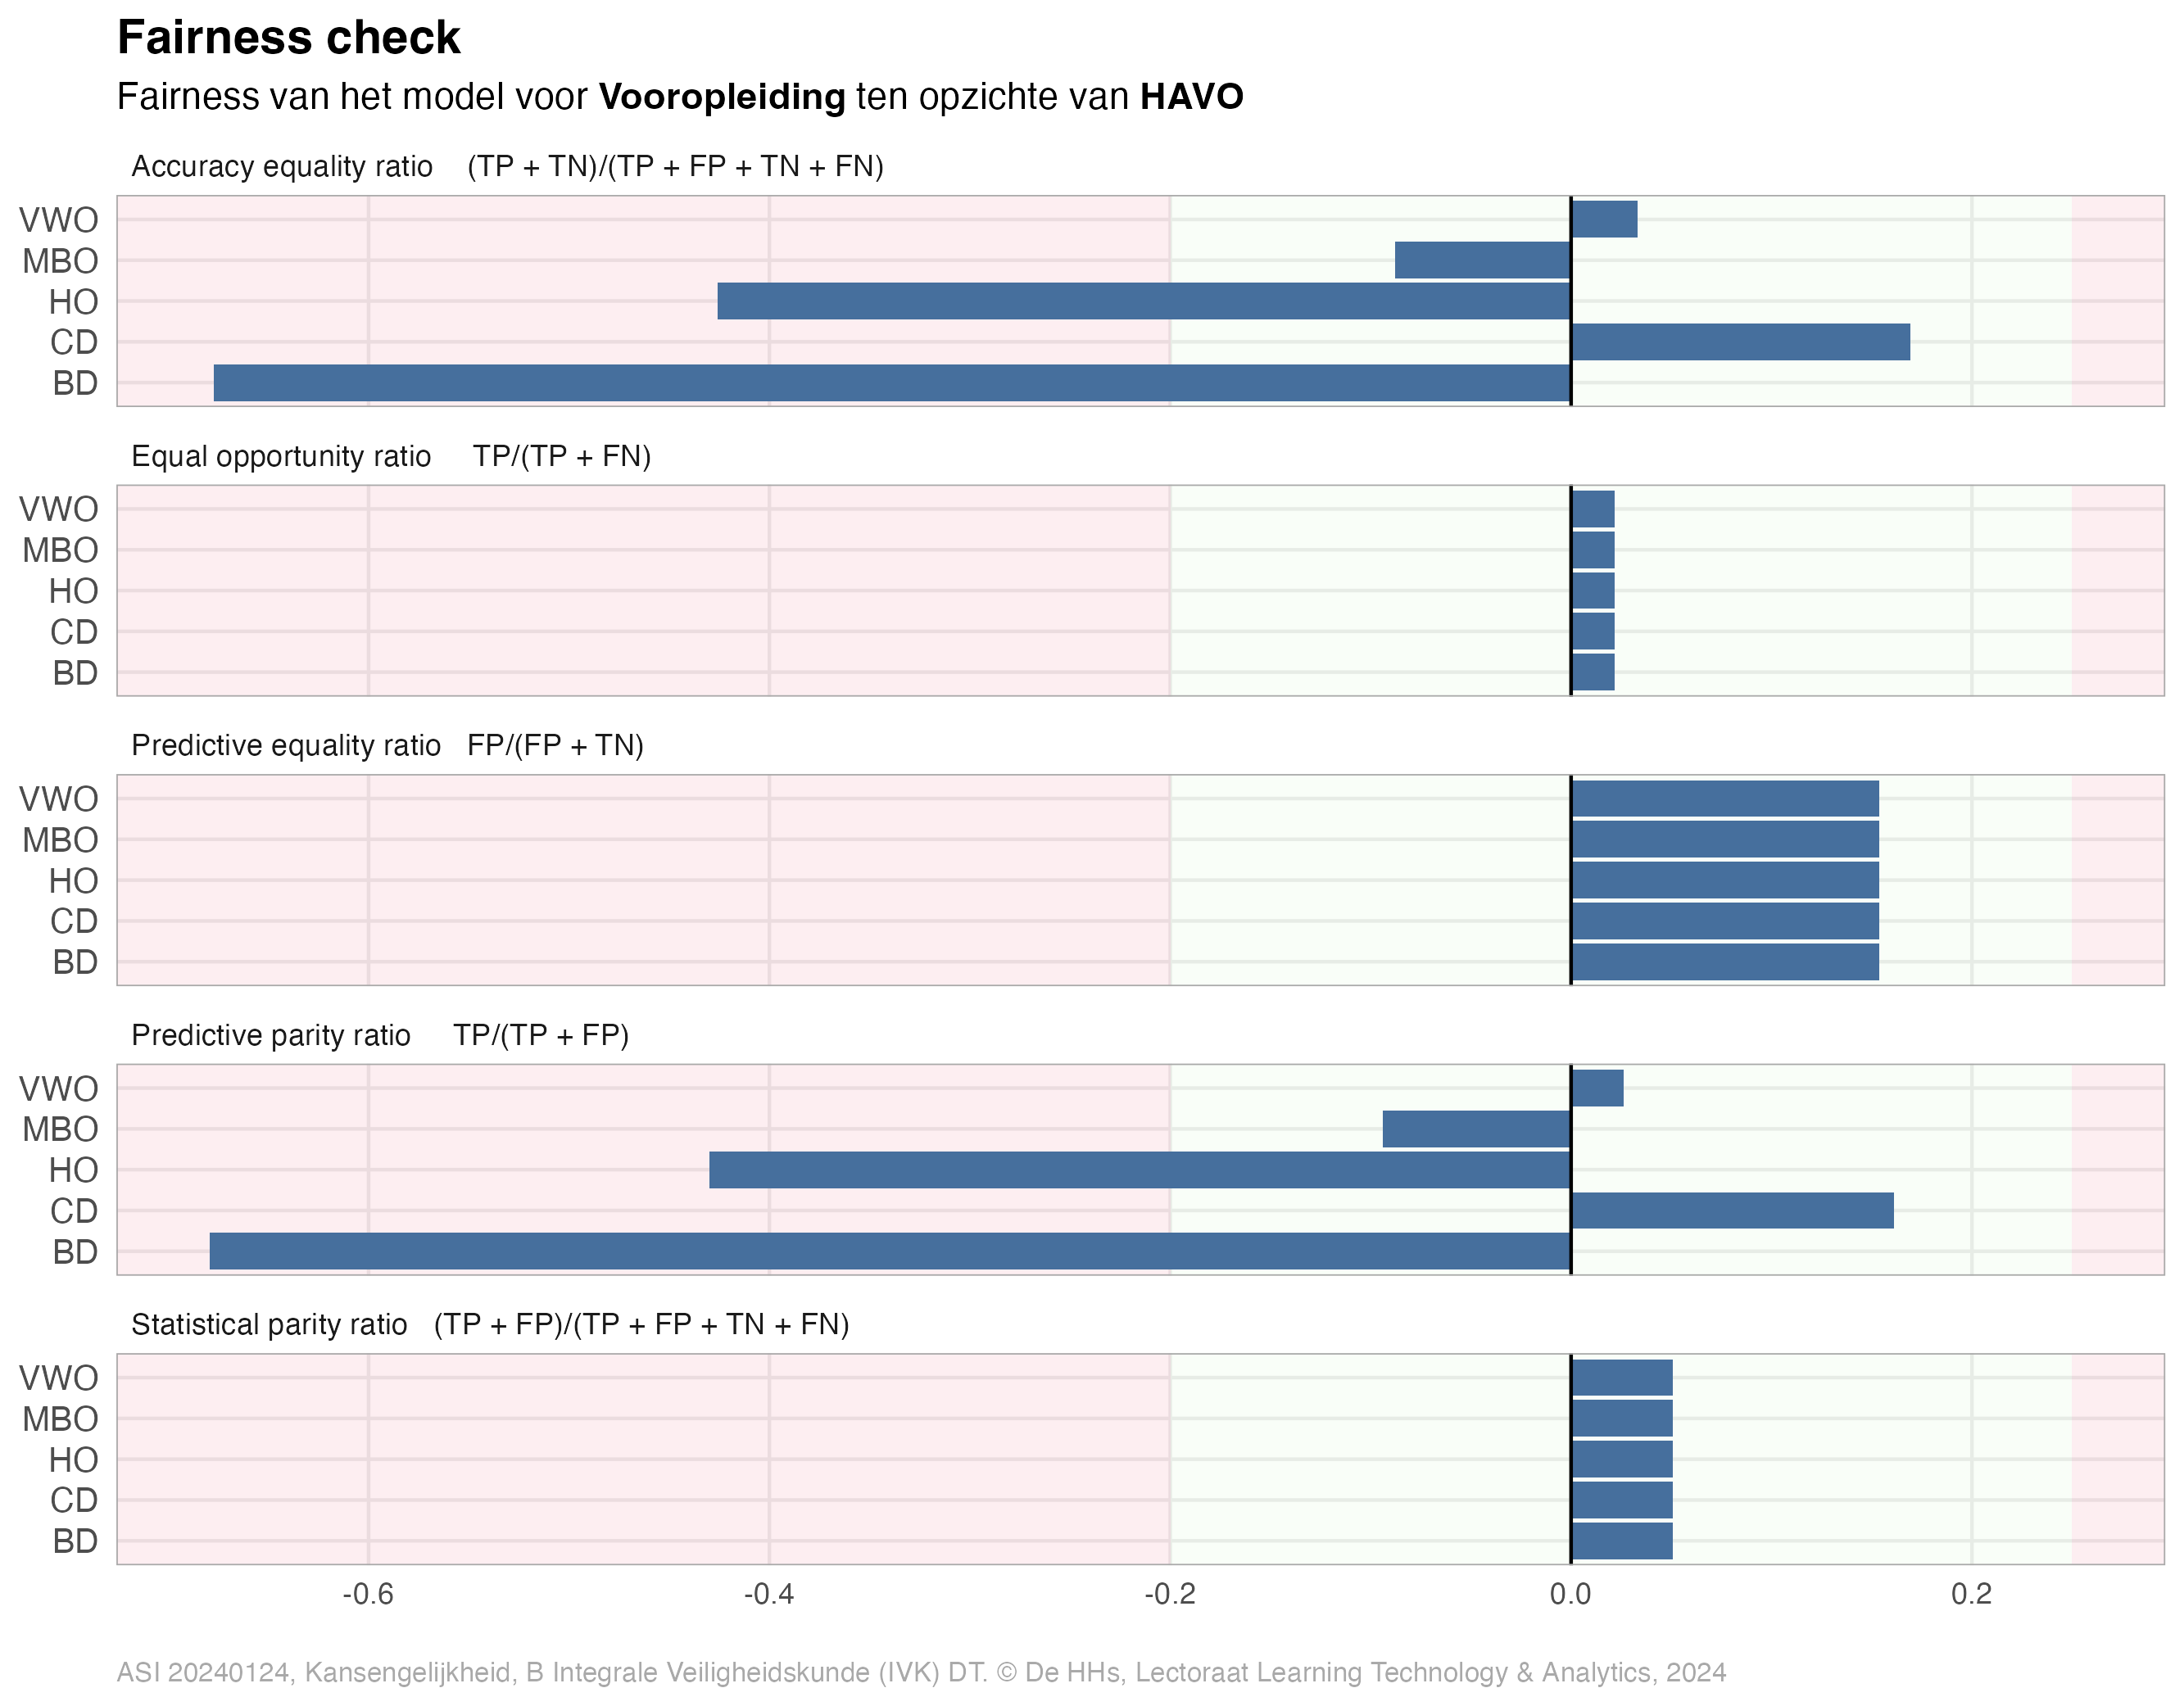 Fairness check
Fairness van het model voor Vooropleiding ten opzichte van HAVO
Accuracy equality ratio (TP + TN)/(TP + FP + TN + FN)
VWO
MBO
HO
CD
BD
Equal opportunity ratio TP/(TP + FN)
VWO
MBO
HO
CD
BD
Predictive equality ratio FP/(FP + TN)
VWO
MBO
HO
CD
BD
Predictive parity ratio TP/(TP + FP)
VWO
MBO
HO
CD
BD
Statistical parity ratio (TP + FP)/(TP + FP + TN + FN)
VWO
MBO
HO
CD
BD
-0.6 -0.4 -0.2 0.0 0.2
ASI 20240124, Kansengelijkheid, B Integrale Veiligheidskunde (IVK) DT. © De HHs, Lectoraat Learning Technology & Analytics, 2024